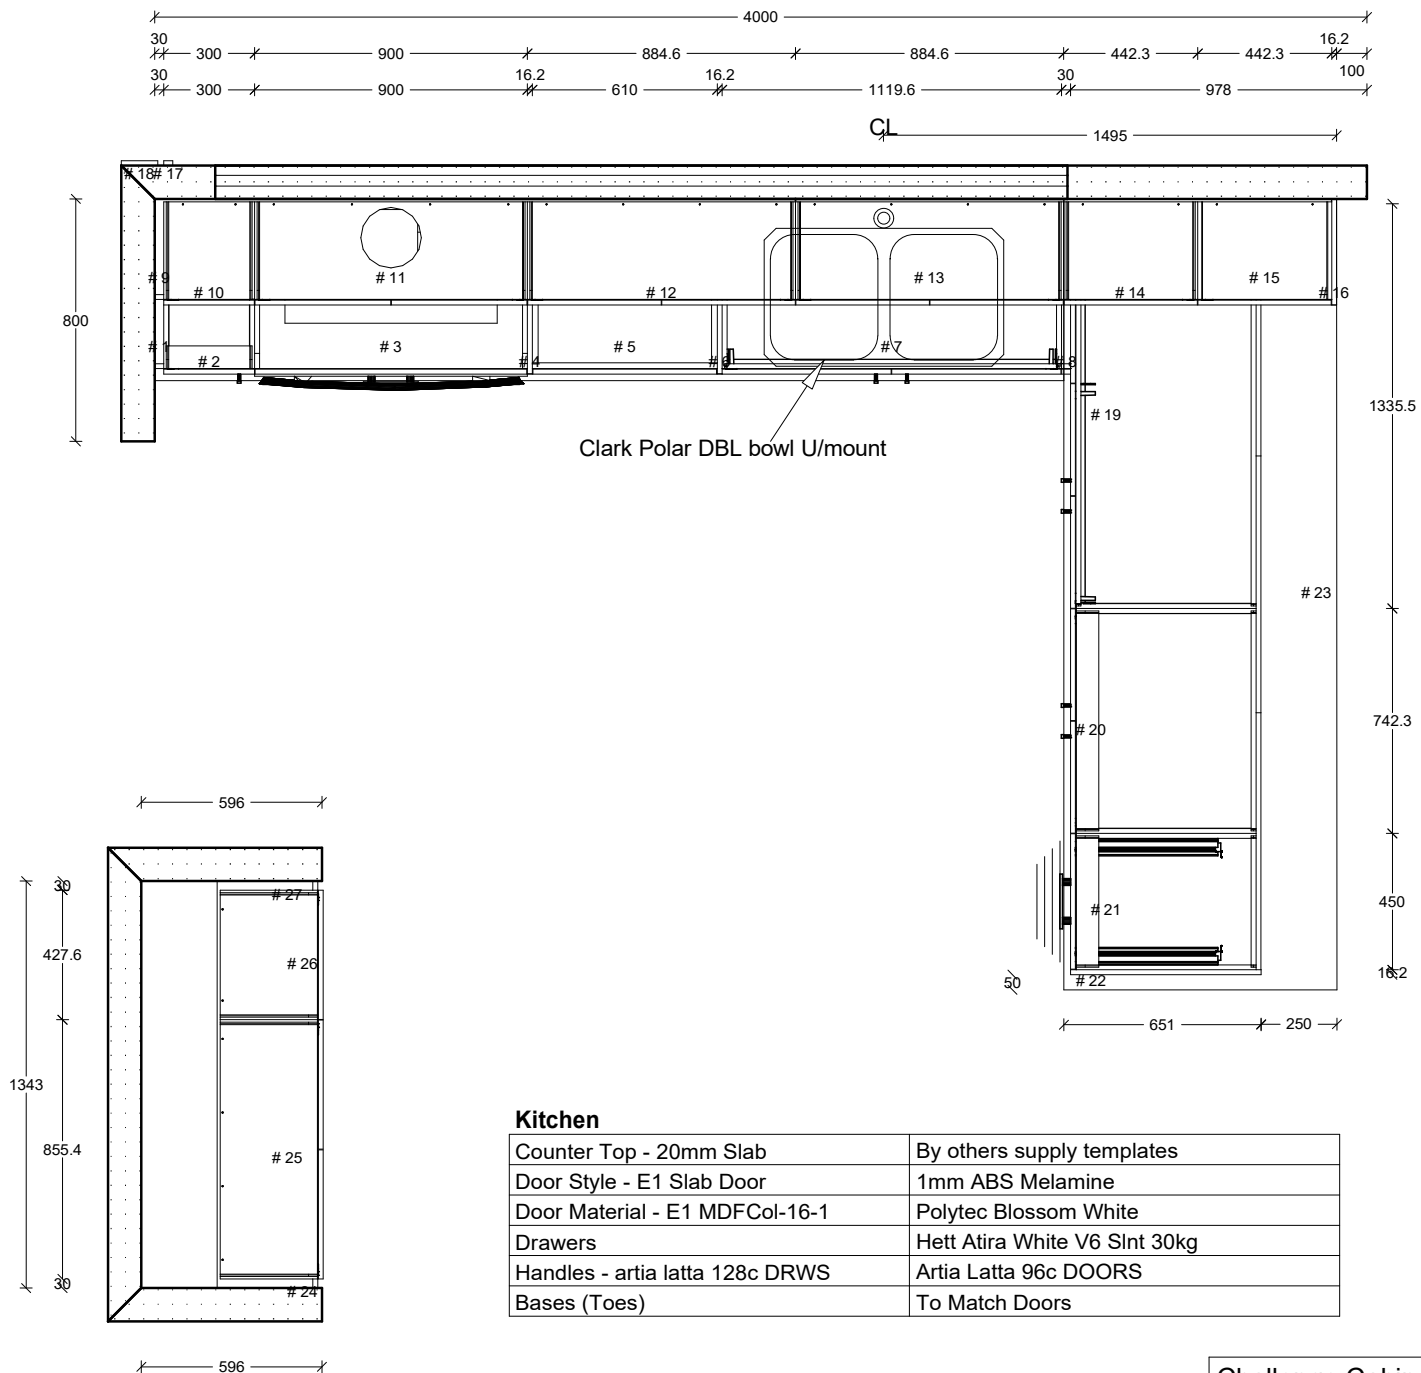 4000
30 300 900 884.6 884.6 442.3 442.3 16.2
30 300 900 16.2 610 16.2 1119.6 30 978 100
CL 1495
# 18 # 17
# 9 # 10 # 11 # 12 # 13 # 14 # 15 # 16
800
# 1 # 2 # 3 # 4 # 5 # 6 # 7 # 8
Clark Polar DBL bowl U/mount
# 19
1335.5
# 23
# 20
742.3
596
30
# 27
# 21
450
427.6
# 26
50
# 22
16.2
651 250
1343
855.4
# 25
30
# 24
596
Kitchen
Counter Top - 20mm Slab By others supply templates
Door Style - E1 Slab Door 1mm ABS Melamine
Door Material - E1 MDFCol-16-1 Polytec Blossom White
Drawers Hett Atira White V6 Slnt 30kg
Handles - artia latta 128c DRWS Artia Latta 96c DOORS
Bases (Toes) To Match Doors